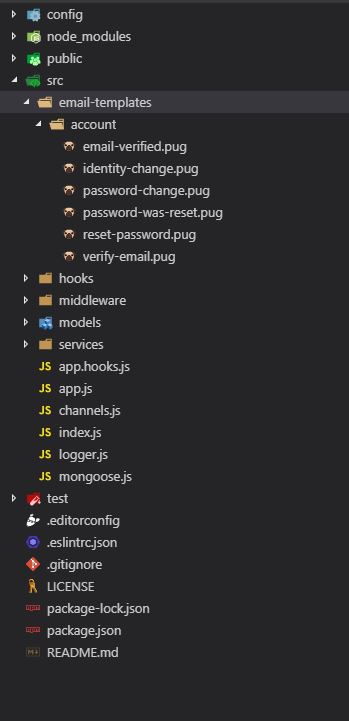 config
node_modules
public
src
email-templates
account
email-verified.pug
identity-change.pug
password-change.pug
password-was-reset.pug
reset-password.pug
verify-email.pug
hooks
middleware
models
services
JS app.hooks.js
JS app.js
JS channels.js
JS index.js
JS logger.js
JS mongoose.js
test
.editorconfig
.eslintrc.json
.gitignore
LICENSE
package-lock.json
package.json
README.md